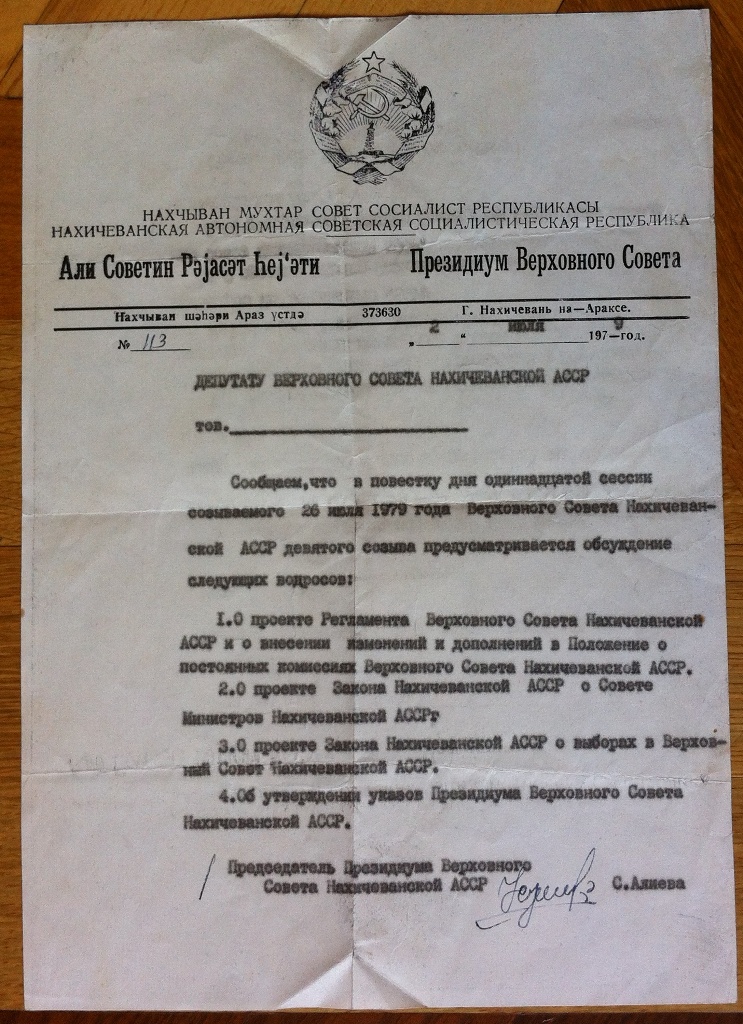 НАХЧЫВАН МУХТАР СОВЕТ СОСИАЛИСТ РЕСПУБЛИКАСЫ
НАХИЧЕВАНСКАЯ АВТОНОМНАЯ СОВЕТСКАЯ СОЦИАЛИСТИЧЕСКАЯ РЕСПУБЛИКА
Али Советин Рәјасәт Һеј‘әти Президиум Верховного Совета
Нахчыван шәһәри Араз үстдә 373630 Г. Нахичевань на—Араксе.
№ 113 „ 2 “ июля 197 9 —год.
ДЕПУТАТУ ВЕРХОВНОГО СОВЕТА НАХИЧЕВАНСКОЙ АССР
тов.
Сообщаем,что в повестку дня одиннадцатой сессии
созываемого 26 июля 1979 года Верховного Совета Нахичеван-
ской АССР девятого созыва предусматривается обсуждение
следующих водросов:
I.О проекте Регламента Верховного Совета Нахичеванской
АССР и о внесении изменений и дополнений в Положение о
постоянных комиссиях Верховного Совета Нахичеванской АССР.
2.О проекте Закона Нахичеванской АССР о Совете
Министров Нахичеванской АССРг
3.О проекте Закона Нахичеванской АССР о выборах в Верхов-
ний Совет Нахичеванской АССР.
4.Об утверждении указов Президиума Верховного Совета
Нахичеванской АССР.
Председатель Президиума Верховного
Совета Нахичеванской АССР С.Алиева